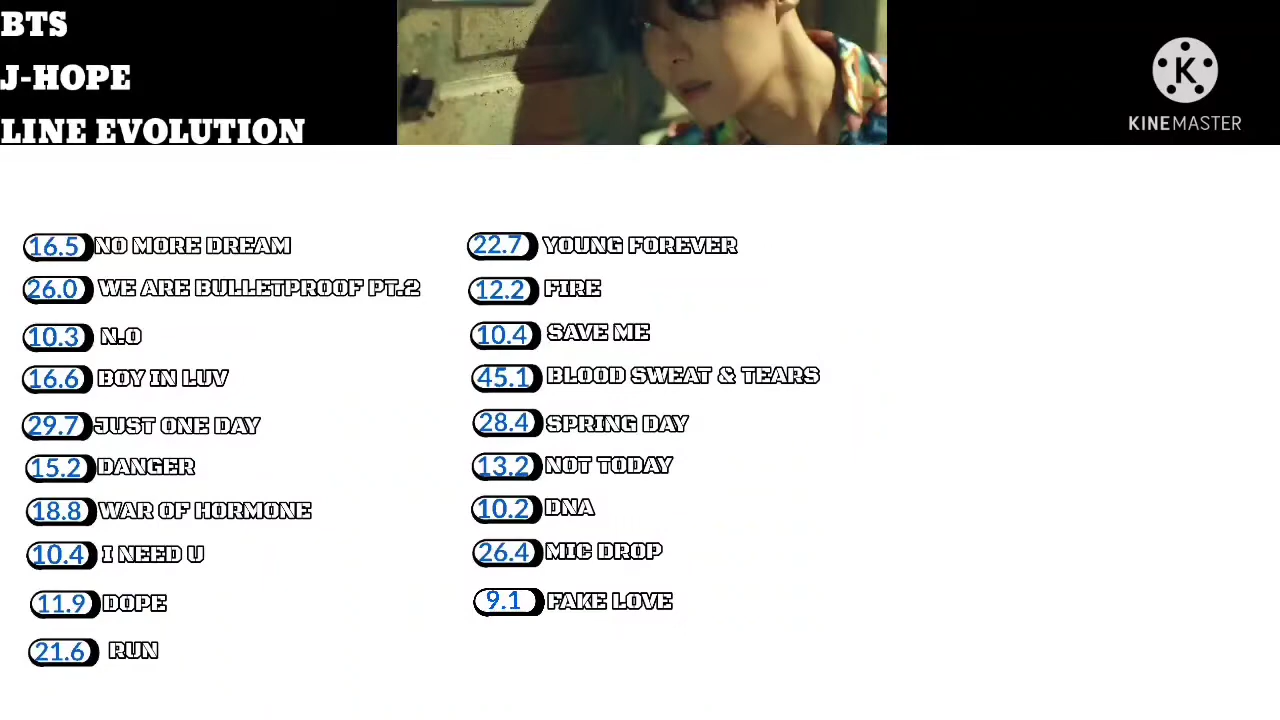 BTS
J-HOPE
LINE EVOLUTION
K
KINEMASTER
16.5 NO MORE DREAM
26.0 WE ARE BULLETPROOF PT.2
10.3 N.O
16.6 BOY IN LUV
29.7 JUST ONE DAY
15.2 DANGER
18.8 WAR OF HORMONE
10.4 I NEED U
11.9 DOPE
21.6 RUN
22.7 YOUNG FOREVER
12.2 FIRE
10.4 SAVE ME
45.1 BLOOD SWEAT & TEARS
28.4 SPRING DAY
13.2 NOT TODAY
10.2 DNA
26.4 MIC DROP
9.1 FAKE LOVE